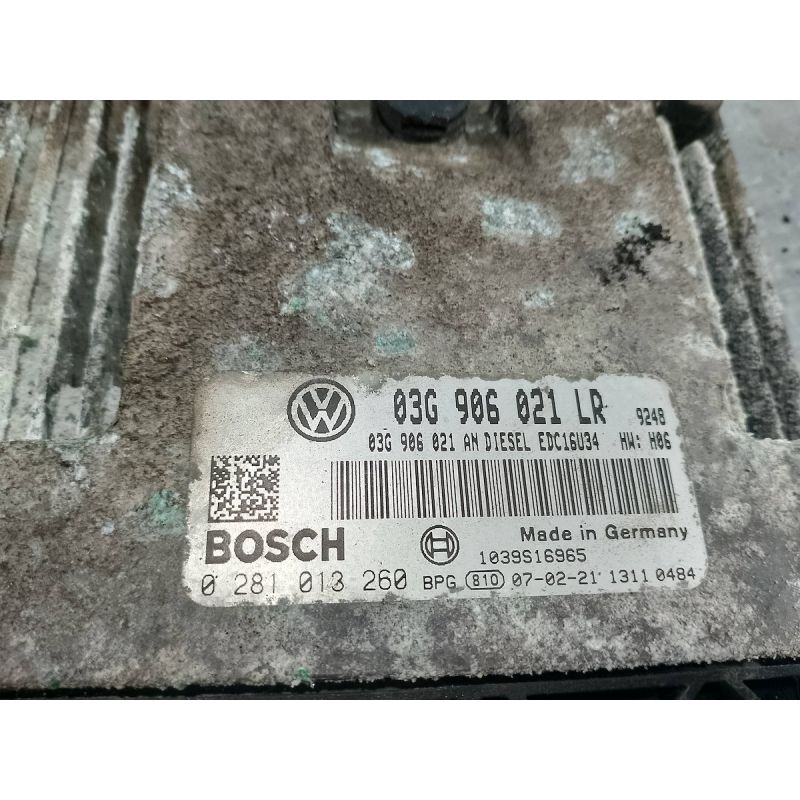 03G 906 021 LR 9248
03G 906 021 AN DIESEL EDC16U34 HW: H06
BOSCH
Made in Germany
1039S16965
0 281 013 260 BPG 810 07-02-21 1311 0484